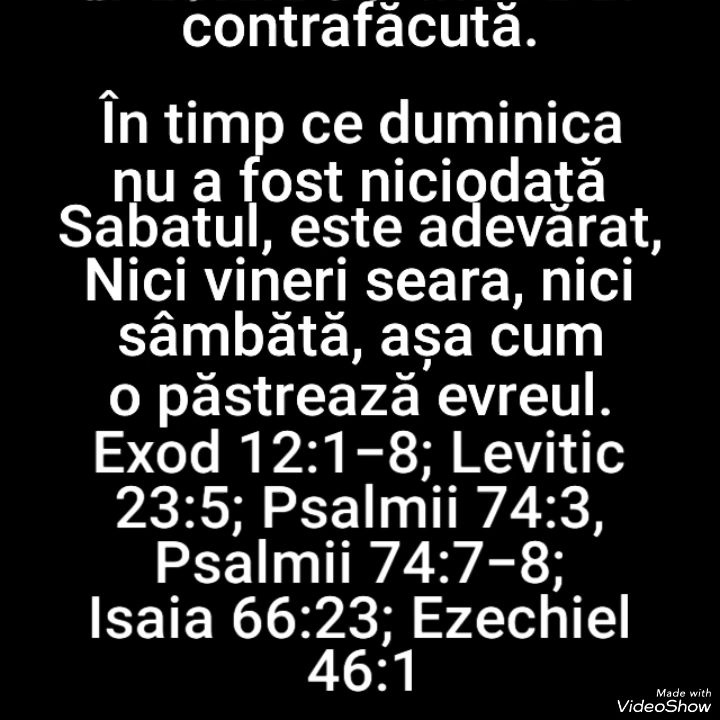 contrafăcută.
În timp ce duminica
nu a fost niciodată
Sabatul, este adevărat,
Nici vineri seara, nici
sâmbătă, așa cum
o păstrează evreul.
Exod 12:1–8; Levitic
23:5; Psalmii 74:3,
Psalmii 74:7–8;
Isaia 66:23; Ezechiel
46:1
Made with
VideoShow